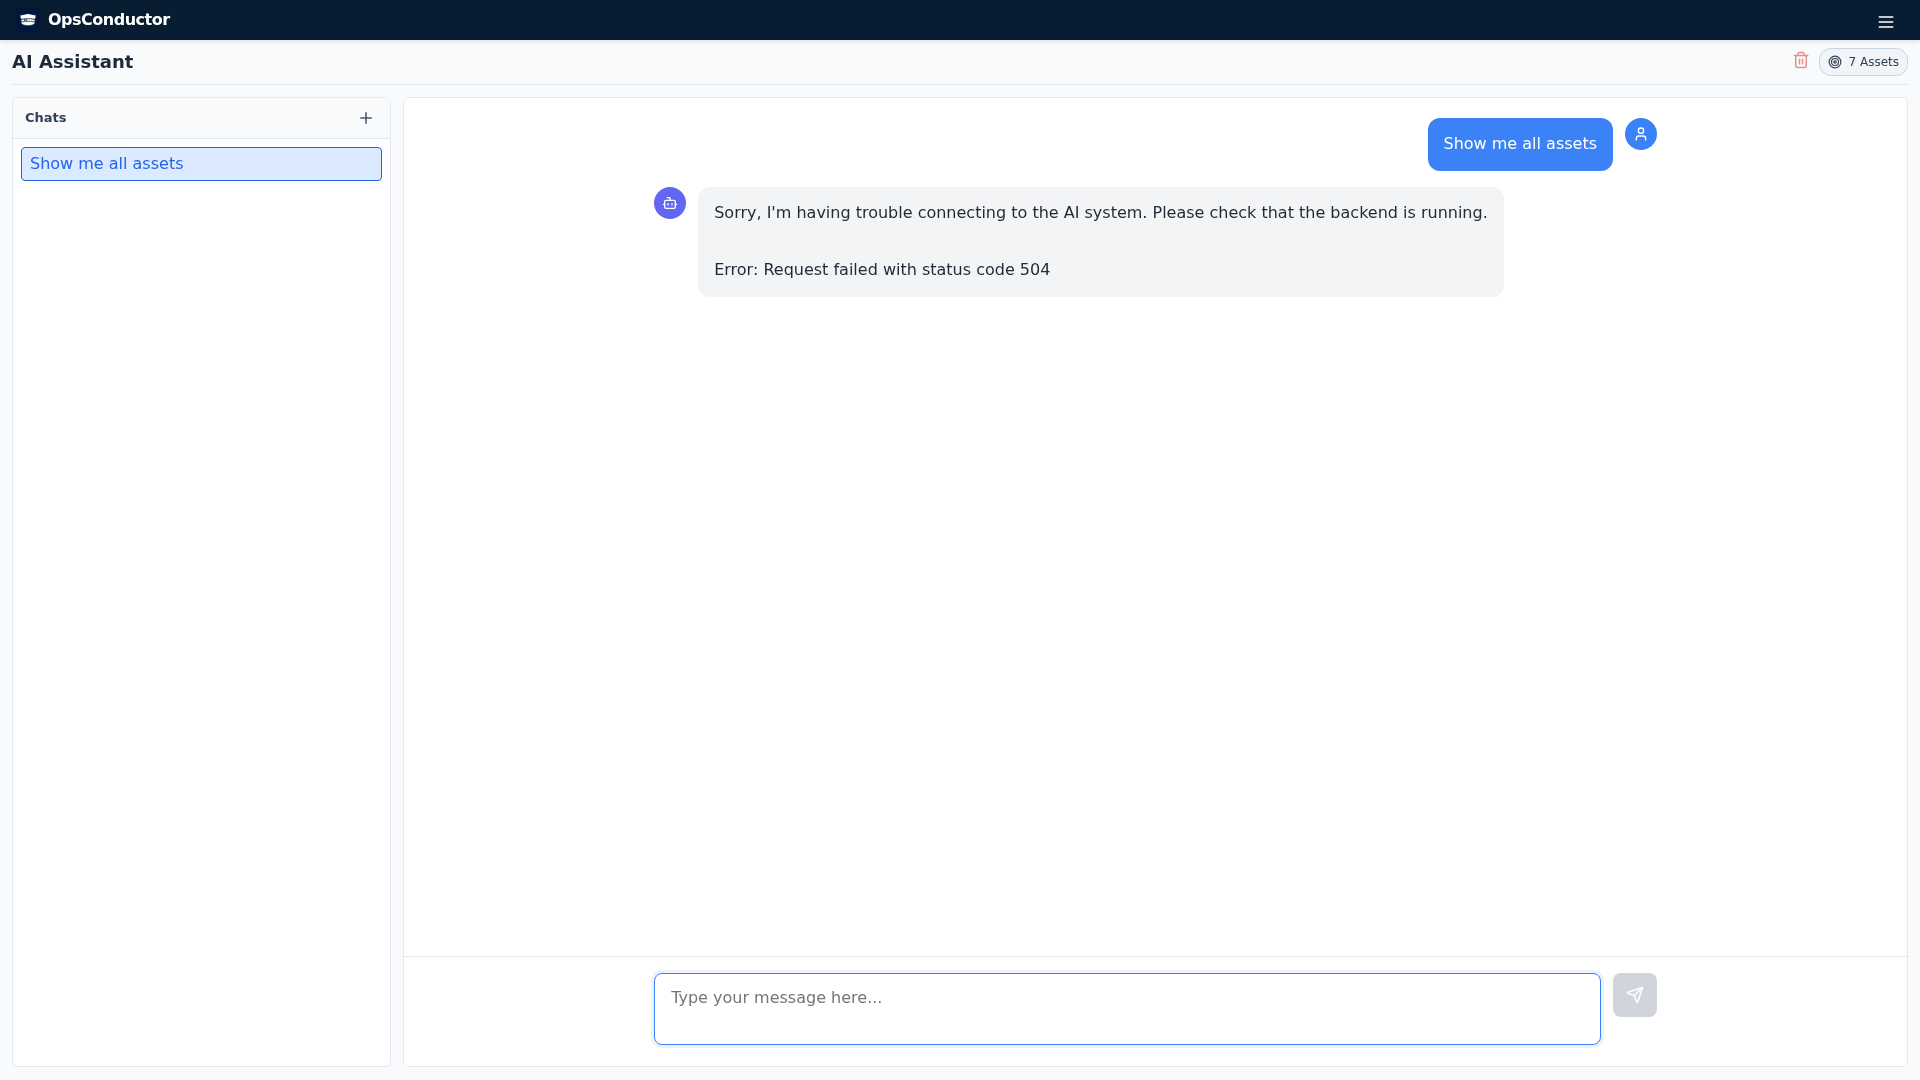 OpsConductor
AI Assistant
7 Assets
Chats
Show me all assets
Show me all assets
Sorry, I'm having trouble connecting to the AI system. Please check that the backend is running.
Error: Request failed with status code 504
Type your message here...